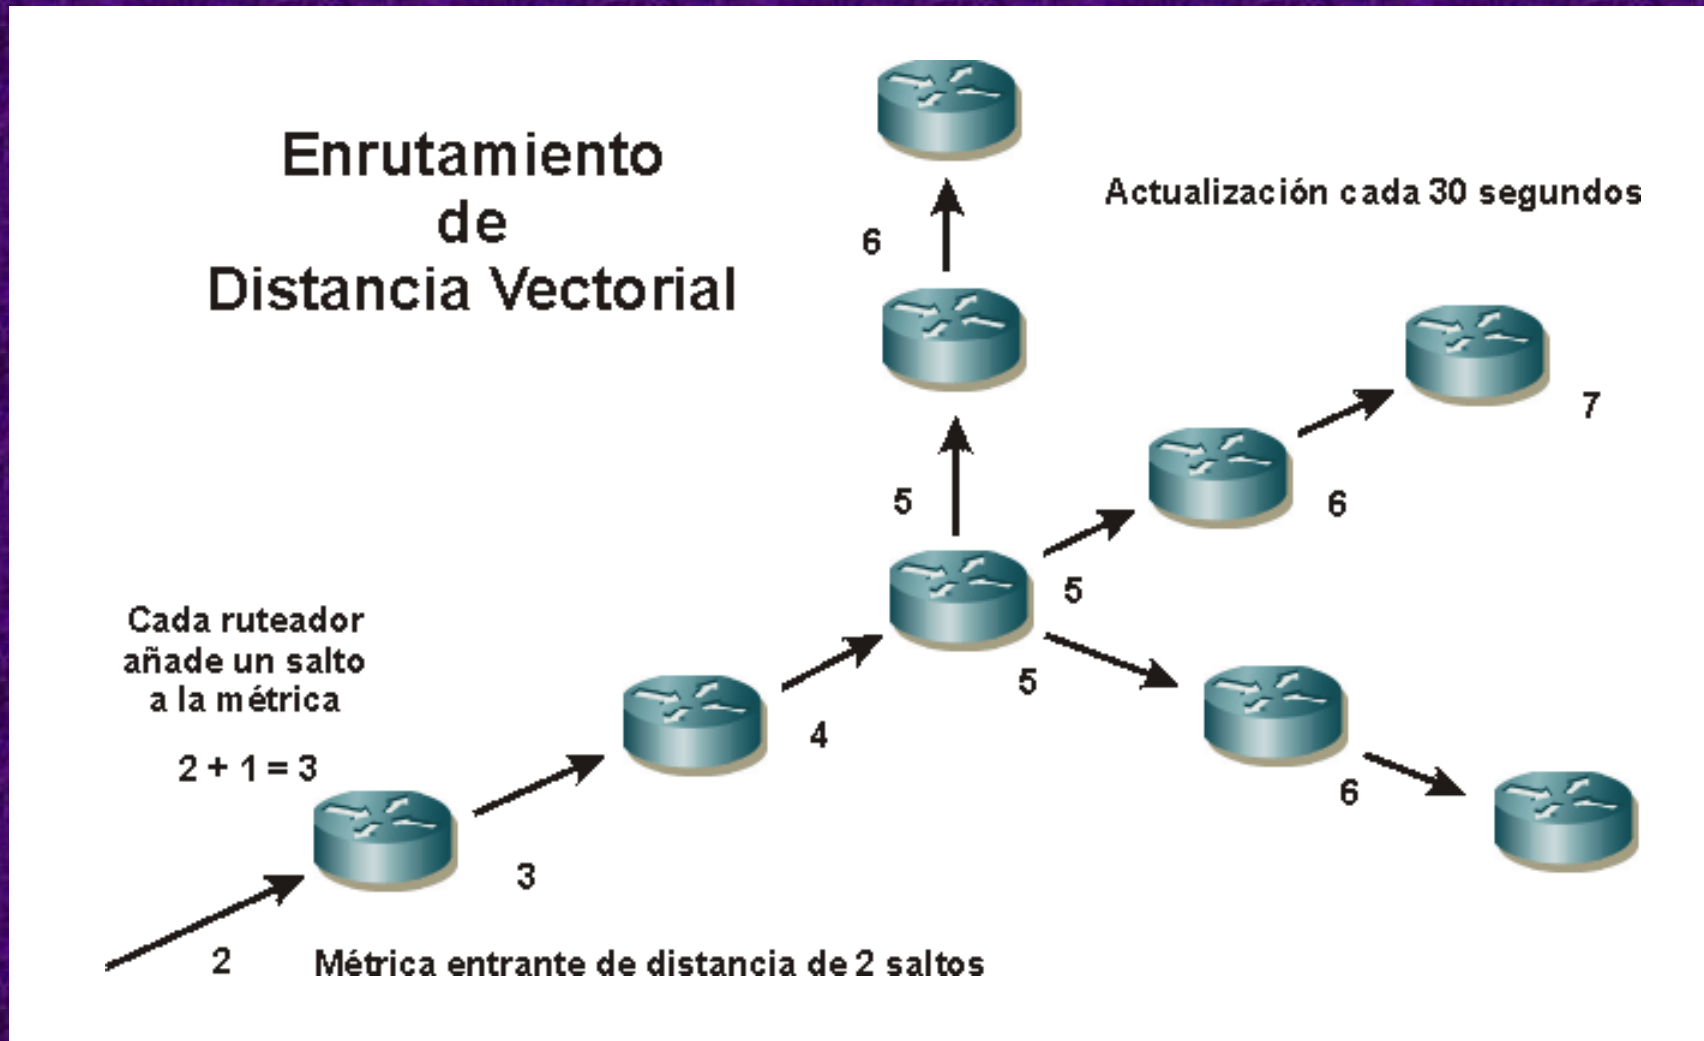 Enrutamiento
de
Distancia Vectorial
Actualización cada 30 segundos
6
7
5
6
5
Cada ruteador
añade un salto
a la métrica
5
4
2 + 1 = 3
6
3
2
Métrica entrante de distancia de 2 saltos